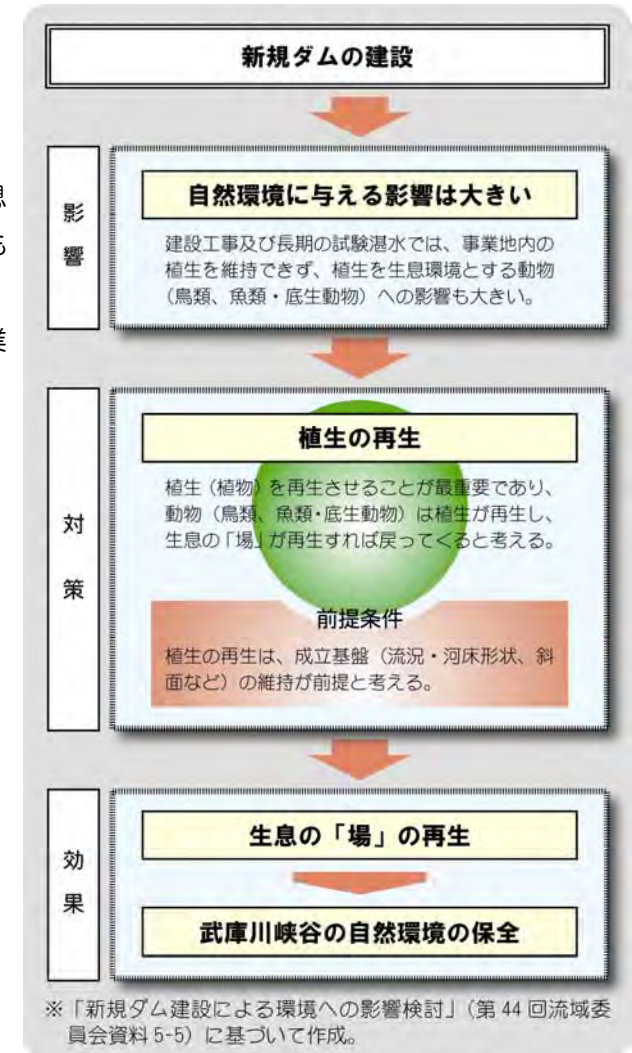 新規ダムの建設
影響
自然環境に与える影響は大きい
建設工事及び長期の試験湛水では、事業地内の
植生を維持できず、植生を生息環境とする動物
（鳥類、魚類・底生動物）への影響も大きい。
対策
植生の再生
植生（植物）を再生させることが最重要であり、
動物（鳥類、魚類・底生動物）は植生が再生し、
生息の「場」が再生すれば戻ってくると考える。
前提条件
植生の再生は、成立基盤（流況・河床形状、斜
面など）の維持が前提と考える。
効果
生息の「場」の再生
武庫川峡谷の自然環境の保全
※「新規ダム建設による環境への影響検討」（第 44 回流域委
員会資料 5-5）に基づいて作成。